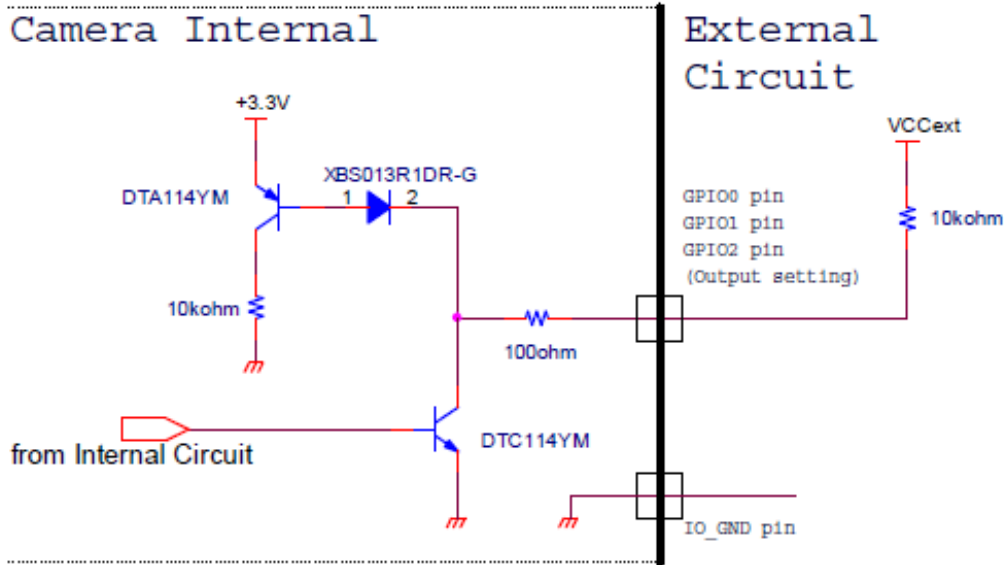 Camera Internal
External
Circuit
+3.3V
VCCext
XBS013R1DR-G
DTA114YM
1
2
GPIO0 pin
GPIO1 pin
GPIO2 pin
(Output setting)
10kohm
10kohm
100ohm
DTC114YM
from Internal Circuit
IO_GND pin